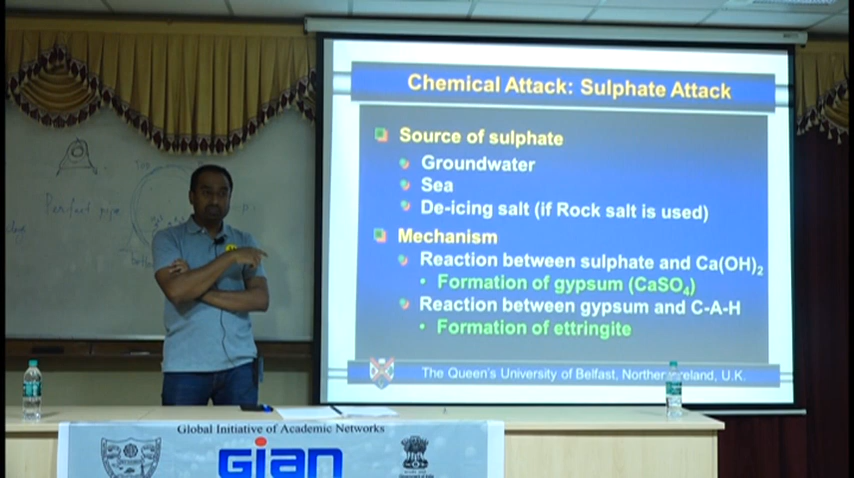 Chemical Attack: Sulphate Attack
Source of sulphate
Groundwater
Sea
De-icing salt (if Rock salt is used)
Mechanism
Reaction between sulphate and Ca(OH)₂
• Formation of gypsum (CaSO₄)
Reaction between gypsum and C-A-H
• Formation of ettringite
The Queen's University of Belfast, Norther Ireland, U.K.
Perifact pipe
Global Initiative of Academic Networks
GIAN